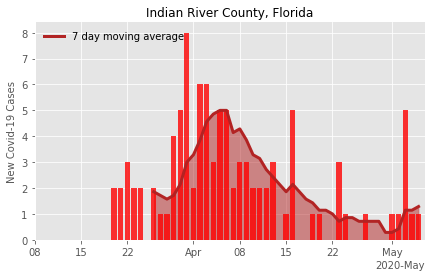 Indian River County, Florida
7 day moving average
New Covid-19 Cases
8
7
6
5
4
3
2
1
0
08 15 22 Apr 08 15 22 May
2020-May